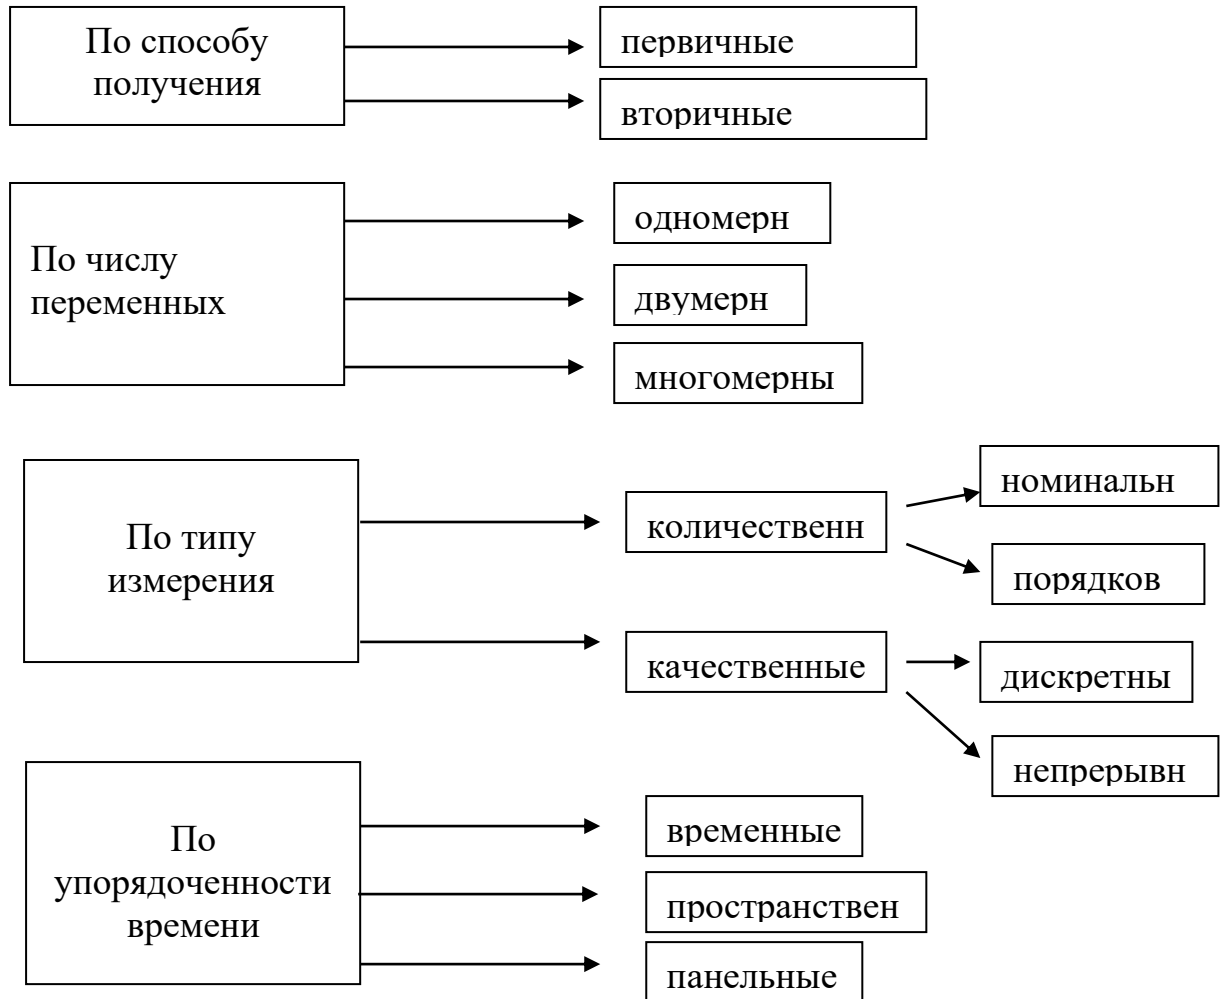 По способу
получения
первичные
вторичные
По числу
переменных
одномерн
двумерн
многомерны
По типу
измерения
количественн
номинальн
порядков
качественные
дискретны
непрерывн
По
упорядоченности
времени
временные
пространствен
панельные